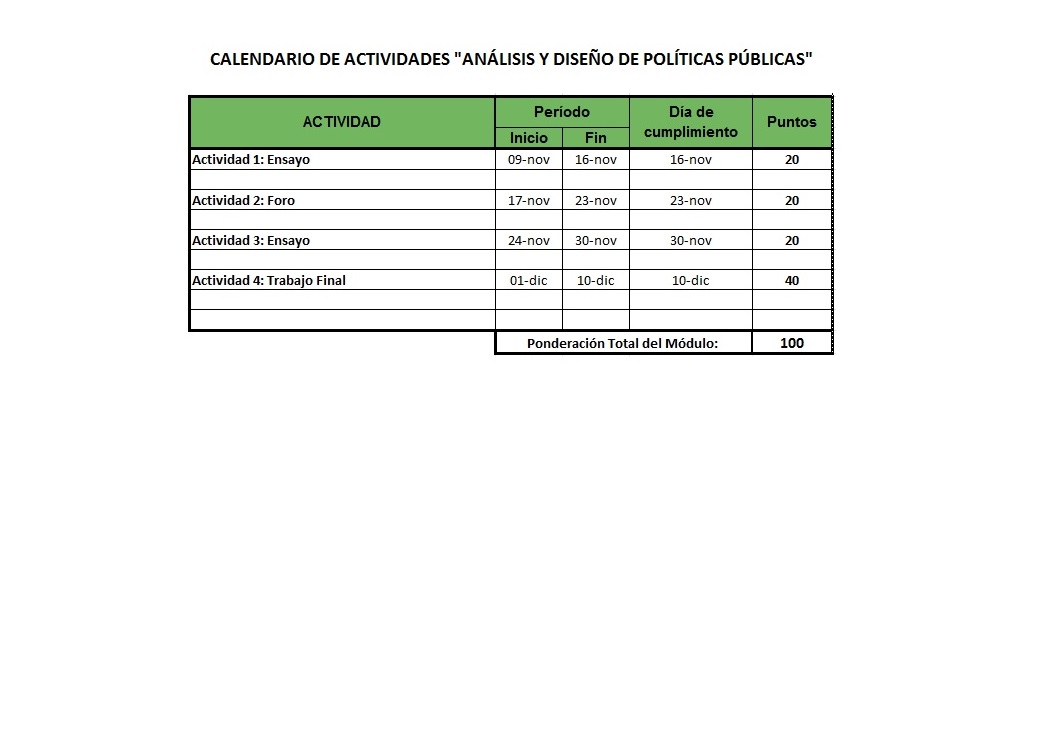 CALENDARIO DE ACTIVIDADES "ANÁLISIS Y DISEÑO DE POLÍTICAS PÚBLICAS"
ACTIVIDAD Período Día de cumplimiento Puntos
Inicio Fin
Actividad 1: Ensayo 09-nov 16-nov 16-nov 20
Actividad 2: Foro 17-nov 23-nov 23-nov 20
Actividad 3: Ensayo 24-nov 30-nov 30-nov 20
Actividad 4: Trabajo Final 01-dic 10-dic 10-dic 40
Ponderación Total del Módulo: 100